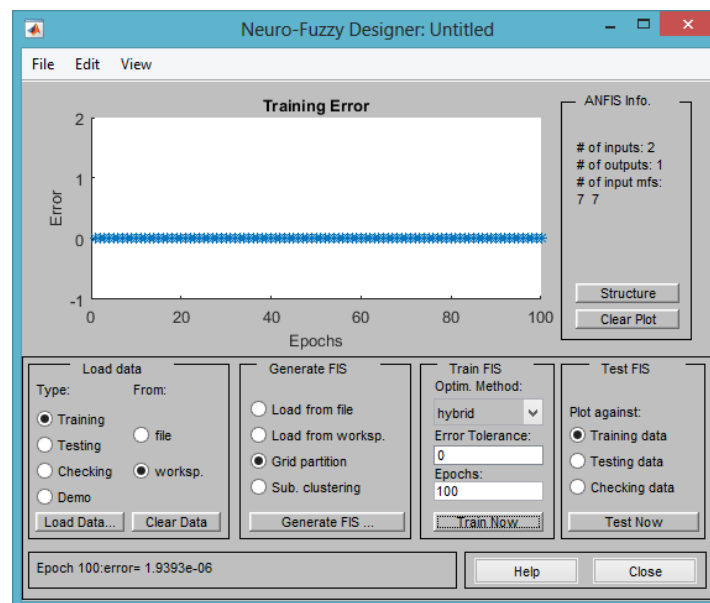 Neuro-Fuzzy Designer: Untitled
File Edit View
Training Error
2
1
0
-1
Error
0 20 40 60 80 100
Epochs
ANFIS Info.
# of inputs: 2
# of outputs: 1
# of input mfs:
7 7
Structure
Clear Plot
Load data
Type: From:
Training
Testing
Checking
Demo
file
worksp.
Load Data... Clear Data
Generate FIS
Load from file
Load from worksp.
Grid partition
Sub. clustering
Generate FIS ...
Train FIS
Optim. Method:
hybrid
Error Tolerance:
0
Epochs:
100
Train Now
Test FIS
Plot against:
Training data
Testing data
Checking data
Test Now
Epoch 100:error= 1.9393e-06
Help Close